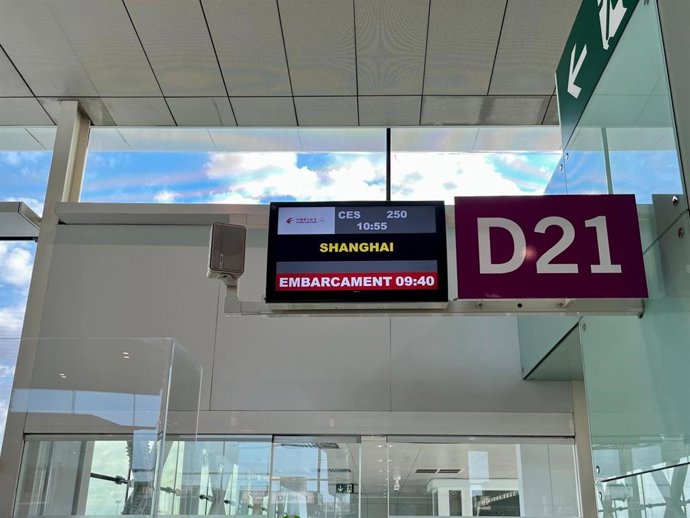 CES 250
10:55
SHANGHAI
EMBARCAMENT 09:40
D21